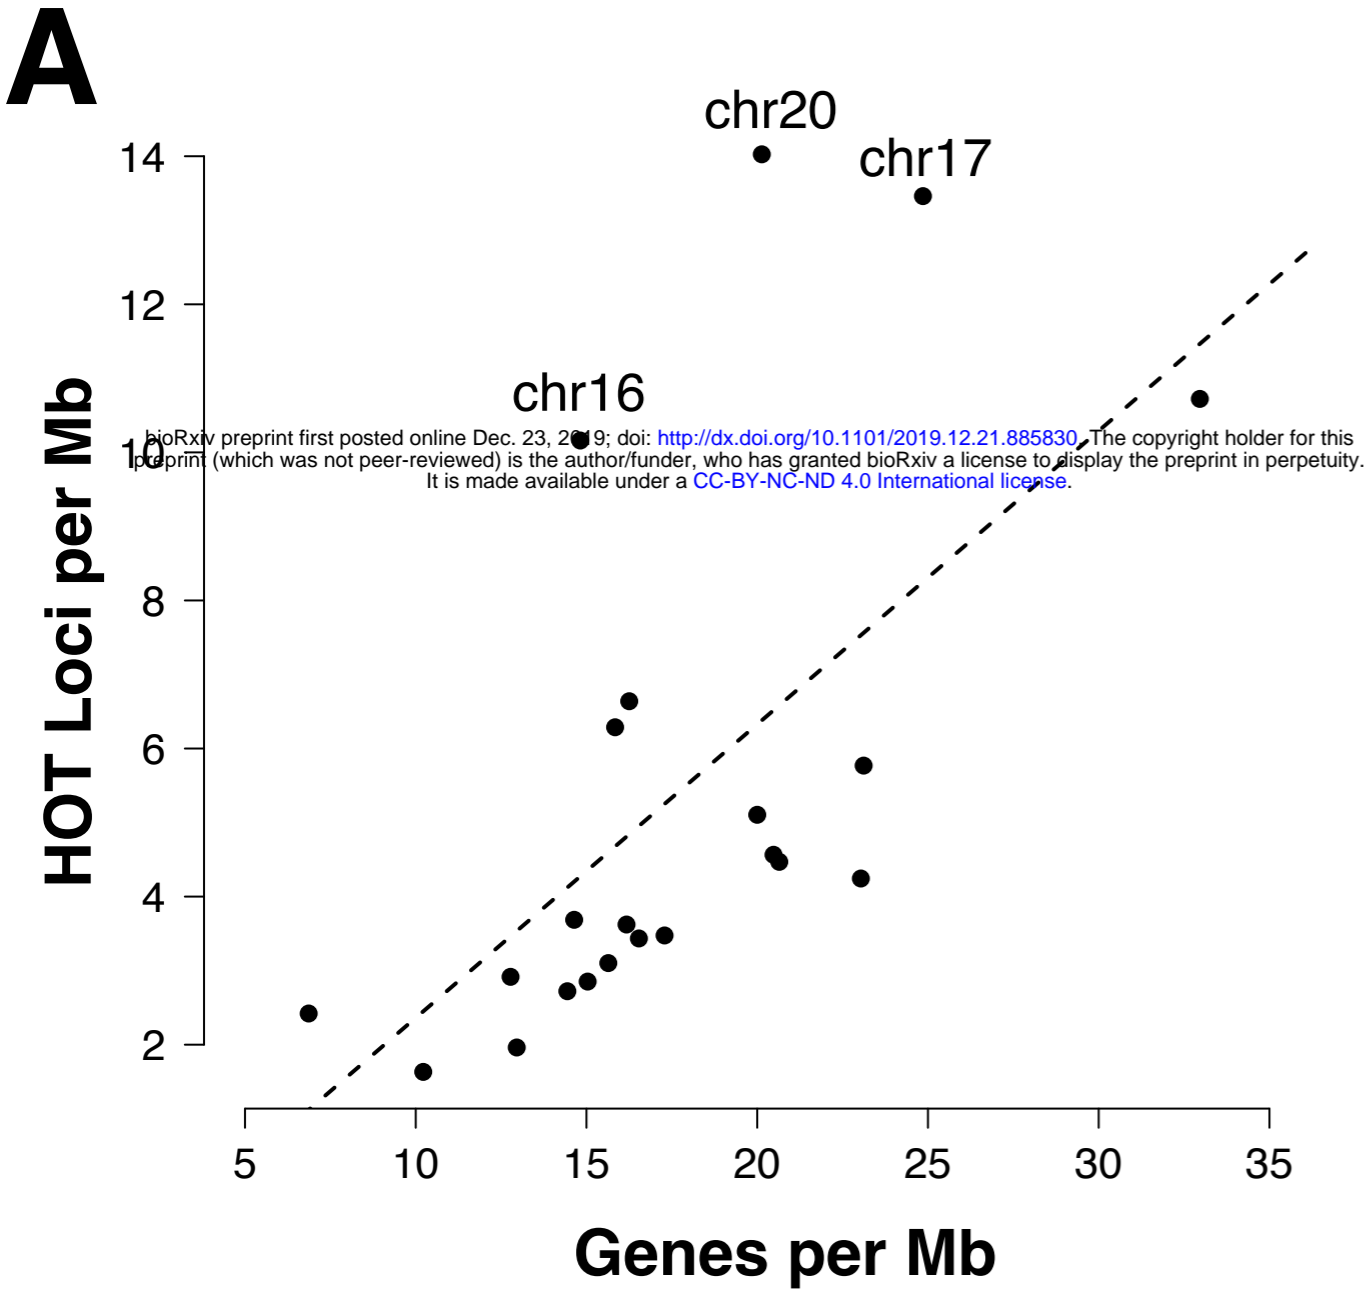 A
chr20
chr17
chr16
14
12
10
8
6
4
2
HOT Loci per Mb
bioRxiv preprint first posted online Dec. 23, 2019; doi: http://dx.doi.org/10.1101/2019.12.21.885830. The copyright holder for this
preprint (which was not peer-reviewed) is the author/funder, who has granted bioRxiv a license to display the preprint in perpetuity.
It is made available under a CC-BY-NC-ND 4.0 International license.
5 10 15 20 25 30 35
Genes per Mb